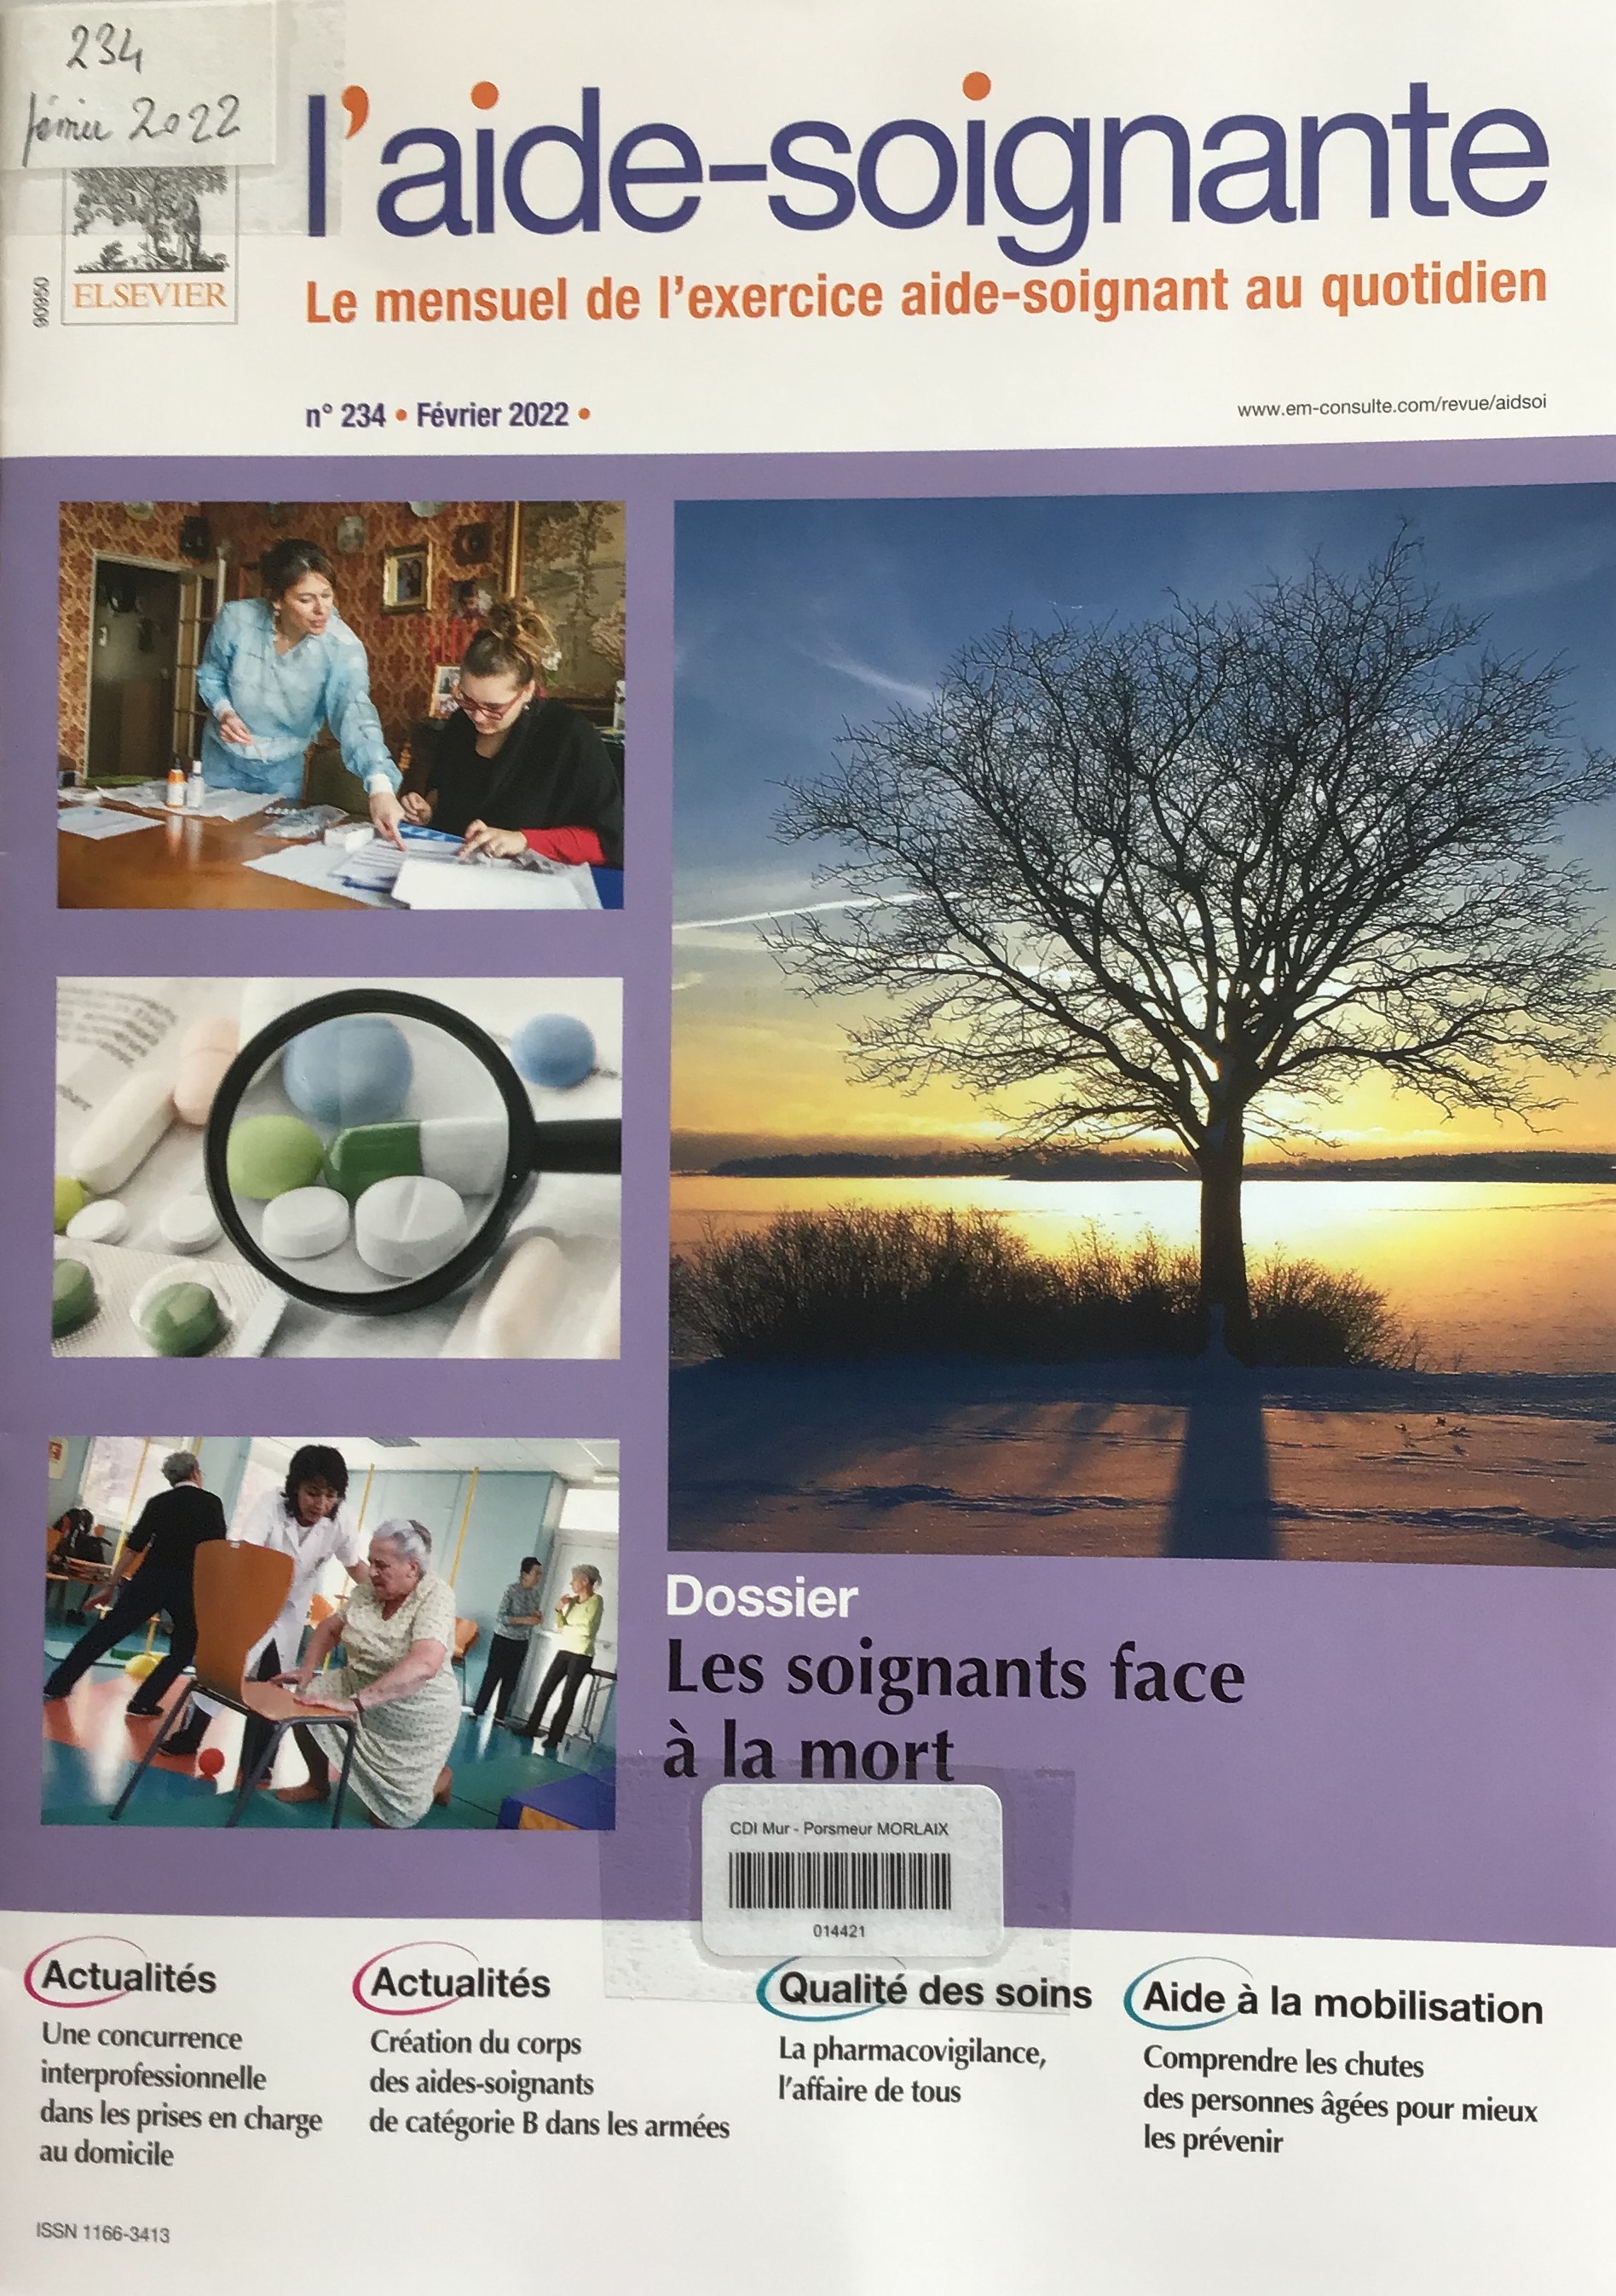 234
février 2022
l'aide-soignante
ELSEVIER
90950
Le mensuel de l'exercice aide-soignant au quotidien
n° 234 • Février 2022 •
www.em-consulte.com/revue/aidsoi
Dossier
Les soignants face
à la mort
CDI Mur - Porsmeur MORLAIX
014421
Actualités
Une concurrence
interprofessionnelle
dans les prises en charge
au domicile
Actualités
Création du corps
des aides-soignants
de catégorie B dans les armées
Qualité des soins
La pharmacovigilance,
l'affaire de tous
Aide à la mobilisation
Comprendre les chutes
des personnes âgées pour mieux
les prévenir
ISSN 1166-3413